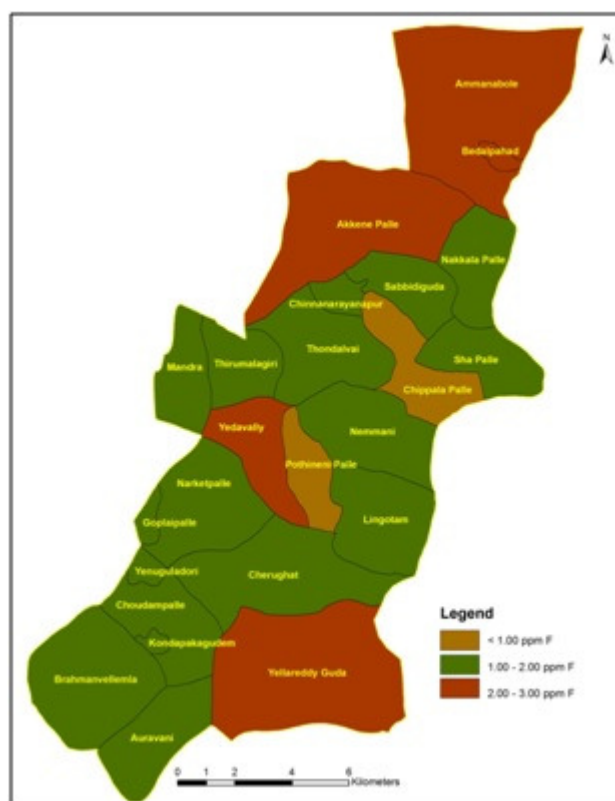 N
Ammanabole
Bedalpahad
Akkene Palle
Nakkala Palle
Sabbidiguda
Chinnanarayanapur
Thondalvai
Sha Palle
Mandra
Thirumalagiri
Chippala Palle
Yedavally
Nemmani
Pothineni Palle
Narketpalle
Goplaipalle
Lingotam
Yenuguladori
Cherughat
Choudampalle
Kondapakagudem
Brahmanvellemla
Yellareddy Guda
Auravani
Legend
< 1.00 ppm F
1.00 - 2.00 ppm F
2.00 - 3.00 ppm F
0 1 2 4 6
Kilometers